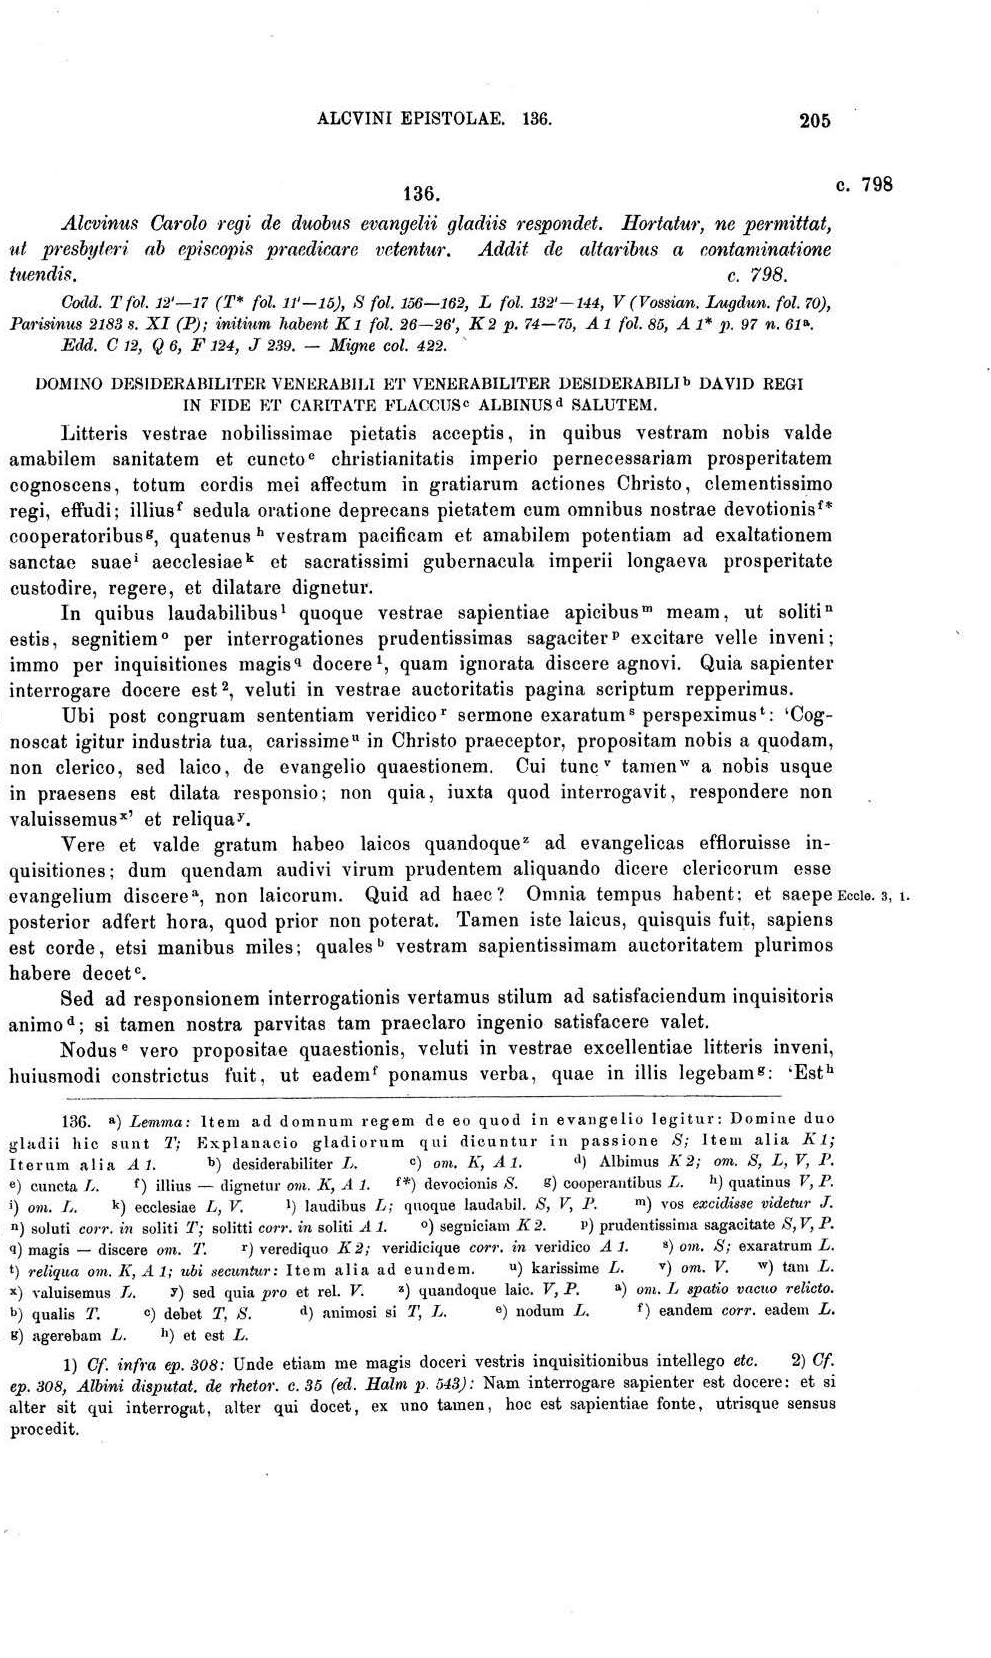 ALCVINI EPISTOLAE. 136. 205
136. c. 798
Alcvinus Carolo regi de duobus evangelii gladiis respondet. Hortatur, ne permittat,
ut presbyteri ab episcopis praedicare vetentur. Addit de altaribus a contaminatione
tuendis. c. 798.
Codd. T fol. 12'—17 (T* fol. 11'—15), S fol. 156—162, L fol. 132'—144, V (Vossian. Lugdun. fol. 70),
Parisinus 2183 s. XI (P); initium habent K 1 fol. 26—26', K 2 p. 74—75, A 1 fol. 85, A 1* p. 97 n. 61ª.
Edd. C 12, Q 6, F 124, J 239. — Migne col. 422.
DOMINO DESIDERABILITER VENERABILI ET VENERABILITER DESIDERABILI ᵇ DAVID REGI
IN FIDE ET CARITATE FLACCUS ᶜ ALBINUS ᵈ SALUTEM.
Litteris vestrae nobilissimae pietatis acceptis, in quibus vestram nobis valde
amabilem sanitatem et cuncto ᵉ christianitatis imperio pernecessariam prosperitatem
cognoscens, totum cordis mei affectum in gratiarum actiones Christo, clementissimo
regi, effudi; illius ᶠ sedula oratione deprecans pietatem cum omnibus nostrae devotionis ᶠ*
cooperatoribus ᵍ, quatenus ʰ vestram pacificam et amabilem potentiam ad exaltationem
sanctae suae ⁱ aecclesiae ᵏ et sacratissimi gubernacula imperii longaeva prosperitate
custodire, regere, et dilatare dignetur.
In quibus laudabilibus ˡ quoque vestrae sapientiae apicibus ᵐ meam, ut soliti ⁿ
estis, segnitiem ᵒ per interrogationes prudentissimas sagaciter ᵖ excitare velle inveni;
immo per inquisitiones magis q docere ¹, quam ignorata discere agnovi. Quia sapienter
interrogare docere est ², veluti in vestrae auctoritatis pagina scriptum repperimus.
Ubi post congruam sententiam veridico ʳ sermone exaratum ˢ perspeximus ᵗ: 'Cog-
noscat igitur industria tua, carissime ᵘ in Christo praeceptor, propositam nobis a quodam,
non clerico, sed laico, de evangelio quaestionem. Cui tunc ᵛ tamen ʷ a nobis usque
in praesens est dilata responsio; non quia, iuxta quod interrogavit, respondere non
valuissemus ˣ' et reliqua ʸ.
Vere et valde gratum habeo laicos quandoque ᶻ ad evangelicas effloruisse in-
quisitiones; dum quendam audivi virum prudentem aliquando dicere clericorum esse
evangelium discere ª, non laicorum. Quid ad haec? Omnia tempus habent; et saepe Eccle. 3, 1.
posterior adfert hora, quod prior non poterat. Tamen iste laicus, quisquis fuit, sapiens
est corde, etsi manibus miles; quales ᵇ vestram sapientissimam auctoritatem plurimos
habere decet ᶜ.
Sed ad responsionem interrogationis vertamus stilum ad satisfaciendum inquisitoris
animo ᵈ; si tamen nostra parvitas tam praeclaro ingenio satisfacere valet.
Nodus ᵉ vero propositae quaestionis, veluti in vestrae excellentiae litteris inveni,
huiusmodi constrictus fuit, ut eadem ᶠ ponamus verba, quae in illis legebam ᵍ: 'Est ʰ
136. ª) Lemma: Item ad domnum regem de eo quod in evangelio legitur: Domine duo
gladii hic sunt T; Explanacio gladiorum qui dicuntur in passione S; Item alia K 1;
Iterum alia A 1. ᵇ) desiderabiliter L. ᶜ) om. K, A 1. ᵈ) Albimus K 2; om. S, L, V, P.
ᵉ) cuncta L. ᶠ) illius — dignetur om. K, A 1. ᶠ*) devocionis S. ᵍ) cooperantibus L. ʰ) quatinus V, P.
ⁱ) om. L. ᵏ) ecclesiae L, V. ˡ) laudibus L; quoque laudabil. S, V, P. ᵐ) vos excidisse videtur J.
ⁿ) soluti corr. in soliti T; solitti corr. in soliti A 1. ᵒ) segniciam K 2. ᵖ) prudentissima sagacitate S, V, P.
q) magis — discere om. T. ʳ) verediquo K 2; veridicique corr. in veridico A 1. ˢ) om. S; exaratrum L.
ᵗ) reliqua om. K, A 1; ubi secuntur: Item alia ad eundem. ᵘ) karissime L. ᵛ) om. V. ʷ) tam L.
ˣ) valuisemus L. ʸ) sed quia pro et rel. V. ᶻ) quandoque laic. V, P. ª) om. L spatio vacuo relicto.
ᵇ) qualis T. ᶜ) debet T, S. ᵈ) animosi si T, L. ᵉ) nodum L. ᶠ) eandem corr. eadem L.
ᵍ) agerebam L. ʰ) et est L.
1) Cf. infra ep. 308: Unde etiam me magis doceri vestris inquisitionibus intellego etc. 2) Cf.
ep. 308, Albini disputat. de rhetor. c. 35 (ed. Halm p. 543): Nam interrogare sapienter est docere: et si
alter sit qui interrogat, alter qui docet, ex uno tamen, hoc est sapientiae fonte, utrisque sensus
procedit.